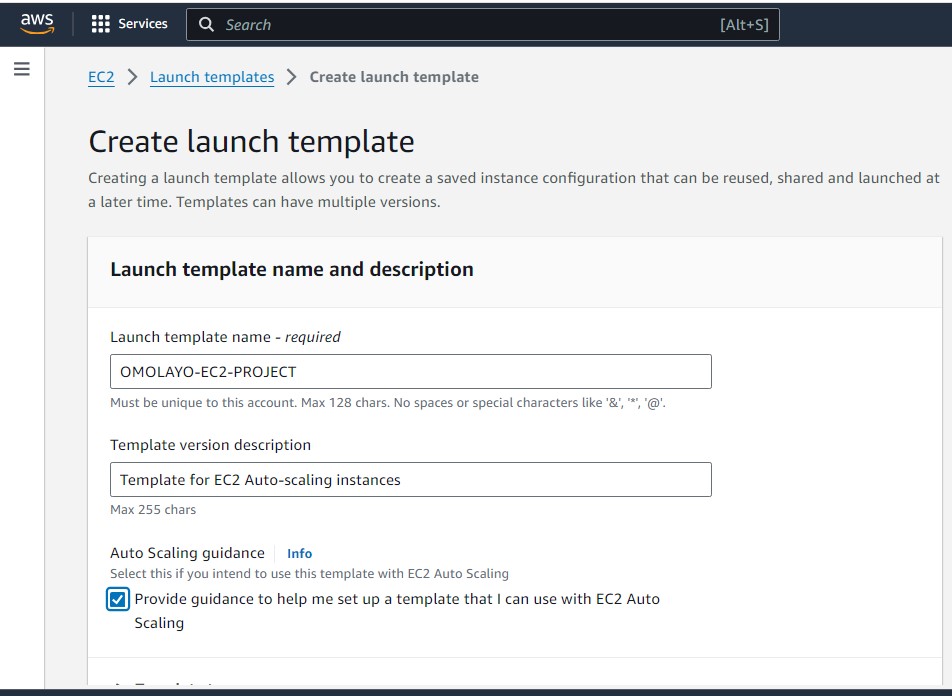 aws
Services
Search
[Alt+S]
EC2 > Launch templates > Create launch template
Create launch template
Creating a launch template allows you to create a saved instance configuration that can be reused, shared and launched at
a later time. Templates can have multiple versions.
Launch template name and description
Launch template name - required
OMOLAYO-EC2-PROJECT
Must be unique to this account. Max 128 chars. No spaces or special characters like '&', '*', '@'.
Template version description
Template for EC2 Auto-scaling instances
Max 255 chars
Auto Scaling guidance
Info
Select this if you intend to use this template with EC2 Auto Scaling
Provide guidance to help me set up a template that I can use with EC2 Auto
Scaling